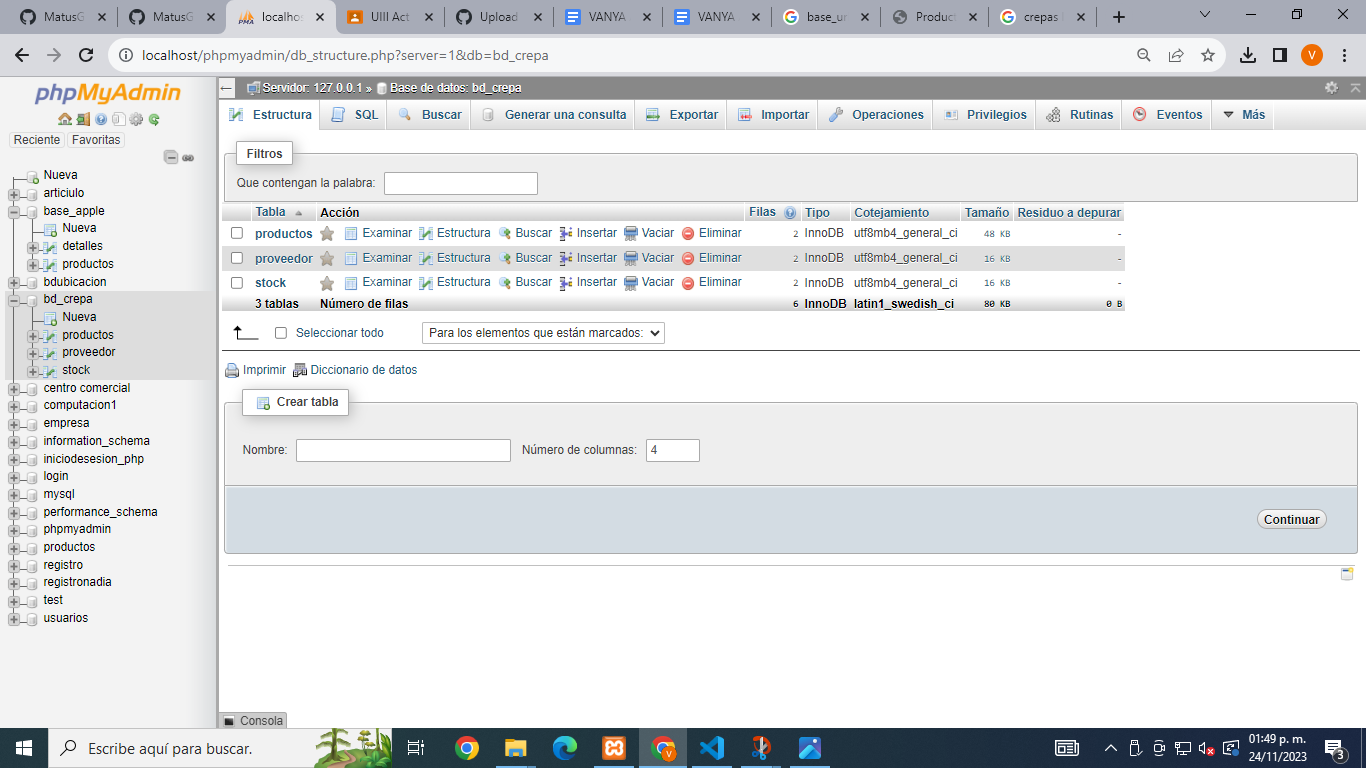 MatusG
MatusG
localhos
UIII Act
Upload
VANYA
VANYA
base_ur
Product
crepas
localhost/phpmyadmin/db_structure.php?server=1&db=bd_crepa
V
phpMyAdmin
Reciente Favoritas
Nueva
articiulo
base_apple
Nueva
detalles
productos
bdubicacion
bd_crepa
Nueva
productos
proveedor
stock
centro comercial
computacion1
empresa
information_schema
iniciodesesion_php
login
mysql
performance_schema
phpmyadmin
productos
registro
registronadia
test
usuarios
Servidor: 127.0.0.1 » Base de datos: bd_crepa
Estructura SQL Buscar Generar una consulta Exportar Importar Operaciones Privilegios Rutinas Eventos Más
Filtros
Que contengan la palabra:
Tabla Acción Filas Tipo Cotejamiento Tamaño Residuo a depurar
productos Examinar Estructura Buscar Insertar Vaciar Eliminar 2 InnoDB utf8mb4_general_ci 48 KB -
proveedor Examinar Estructura Buscar Insertar Vaciar Eliminar 2 InnoDB utf8mb4_general_ci 16 KB -
stock Examinar Estructura Buscar Insertar Vaciar Eliminar 2 InnoDB utf8mb4_general_ci 16 KB -
3 tablas Número de filas 6 InnoDB latin1_swedish_ci 80 KB 0 B
Seleccionar todo Para los elementos que están marcados:
Imprimir Diccionario de datos
Crear tabla
Nombre: Número de columnas: 4
Continuar
Consola
Escribe aquí para buscar.
01:49 p. m.
24/11/2023
3